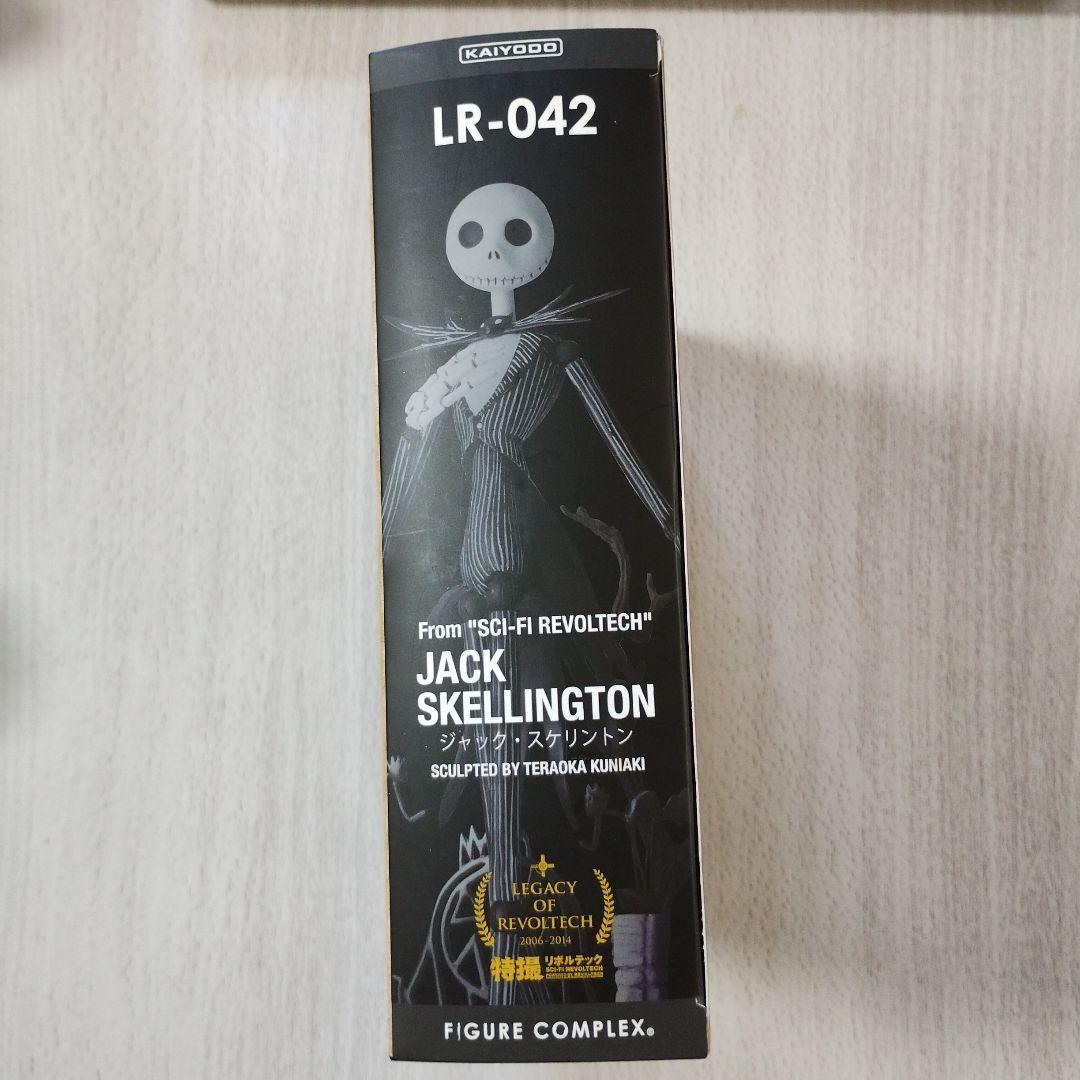 KAIYODO
LR-042
From "SCI-FI REVOLTECH"
JACK
SKELLINGTON
ジャック・スケリントン
SCULPTED BY TERAOKA KUNIAKI
LEGACY
OF
REVOLTECH
2006-2014
特撮 リボルテック
SCI-FI REVOLTECH
FIGURE COMPLEX®